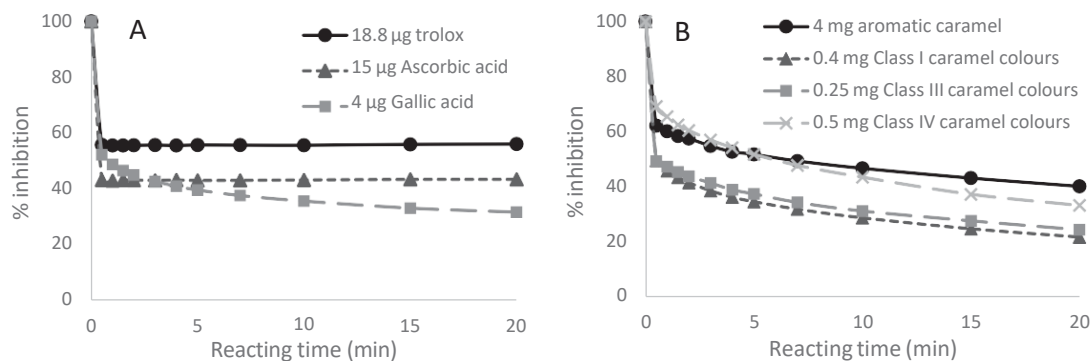 A
100
80
60
40
20
0
% inhibition
0 5 10 15 20
Reacting time (min)
18.8 µg trolox
15 µg Ascorbic acid
4 µg Gallic acid
B
100
80
60
40
20
0
% inhibition
0 5 10 15 20
Reacting time (min)
4 mg aromatic caramel
0.4 mg Class I caramel colours
0.25 mg Class III caramel colours
0.5 mg Class IV caramel colours